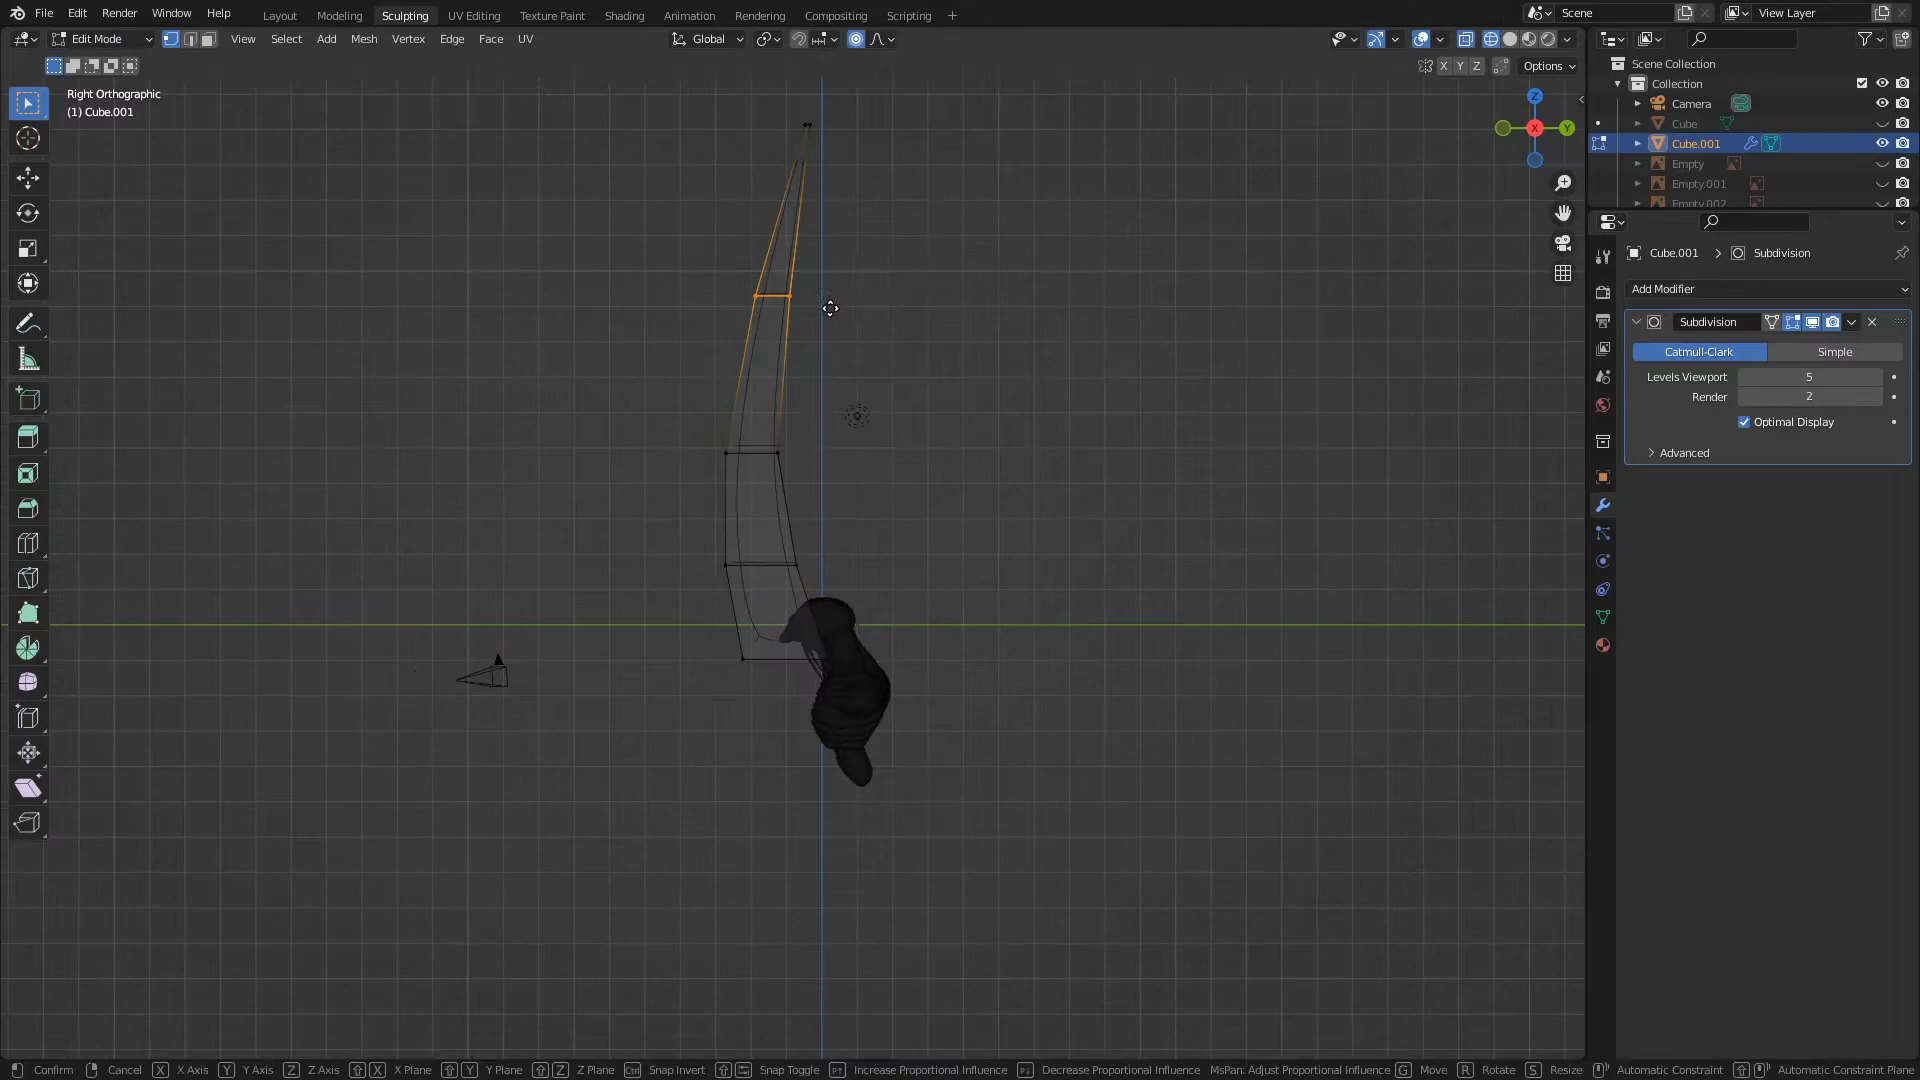 File Edit Render Window Help Layout Modeling Sculpting UV Editing Texture Paint Shading Animation Rendering Compositing Scripting + Scene View Layer
Edit Mode View Select Add Mesh Vertex Edge Face UV Global
X Y Z Options
Right Orthographic
(1) Cube.001
Z
Y
X
Scene Collection
Collection
Camera
Cube
Cube.001
Empty
Empty.001
Empty.002
Cube.001 > Subdivision
Add Modifier
Subdivision
Catmull-Clark Simple
Levels Viewport 5
Render 2
Optimal Display
Advanced
Confirm Cancel X X Axis Y Y Axis Z Z Axis X X Plane Y Y Plane Z Z Plane Ctrl Snap Invert Snap Toggle Increase Proportional Influence Decrease Proportional Influence MsPan: Adjust Proportional Influence G Move R Rotate S Resize Automatic Constraint Automatic Constraint Plane